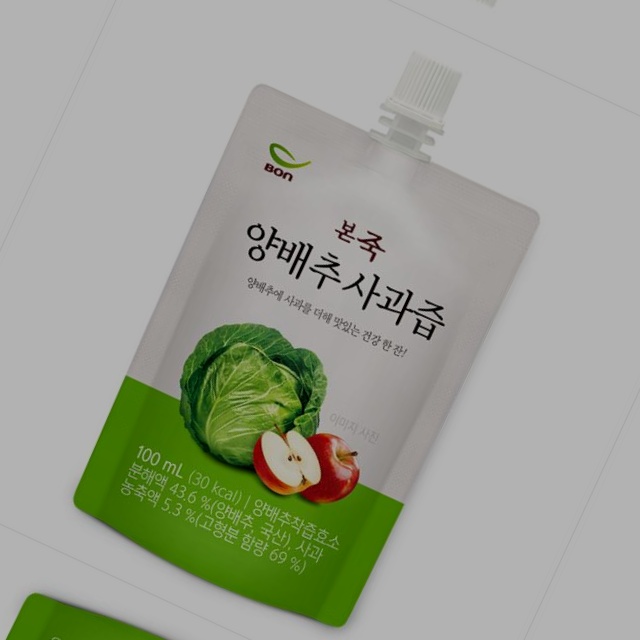 BON
본죽
양배추 사과즙
양배추에 사과를 더해 맛있는 건강 한 잔!
이미지 사진
100 mL (30 kcal) | 양배추착즙효소
분해액 43.6 %(양배추, 국산), 사과
농축액 5.3 %(고형분 함량 69 %)